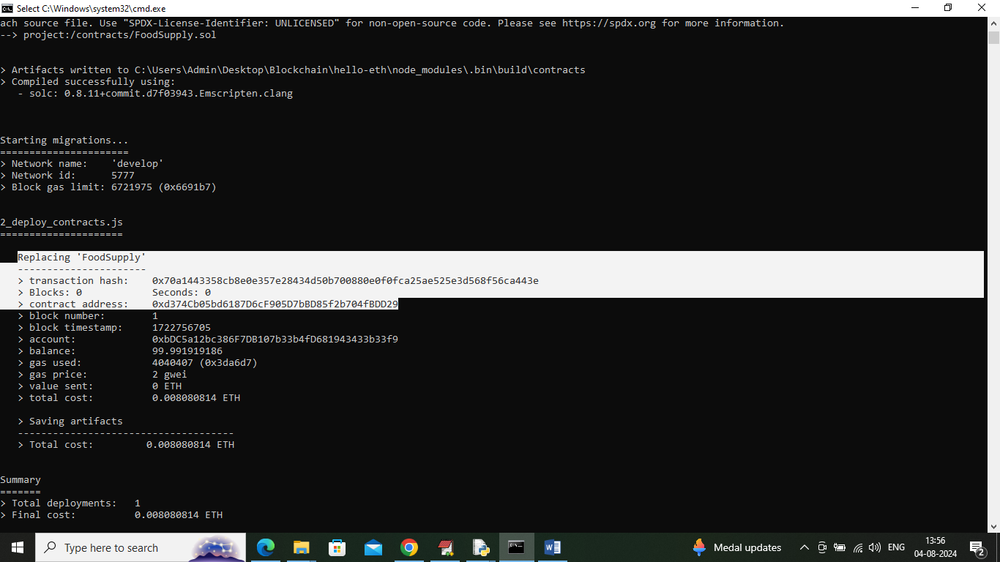 Select C:\Windows\system32\cmd.exe
ach source file. Use "SPDX-License-Identifier: UNLICENSED" for non-open-source code. Please see https://spdx.org for more information.
--> project:/contracts/FoodSupply.sol
> Artifacts written to C:\Users\Admin\Desktop\Blockchain\hello-eth\node_modules\.bin\build\contracts
> Compiled successfully using:
   - solc: 0.8.11+commit.d7f03943.Emscripten.clang
Starting migrations...
======================
> Network name:    'develop'
> Network id:      5777
> Block gas limit: 6721975 (0x6691b7)
2_deploy_contracts.js
=====================
   Replacing 'FoodSupply'
   ----------------------
   > transaction hash:    0x70a1443358cb8e0e357e28434d50b700880e0f0fca25ae525e3d568f56ca443e
   > Blocks: 0            Seconds: 0
   > contract address:    0xd374Cb05bd6187D6cF905D7bBD85f2b704fBDD29
   > block number:        1
   > block timestamp:     1722756705
   > account:             0xbDC5a12bc386F7DB107b33b4fD681943433b33f9
   > balance:             99.991919186
   > gas used:            4040407 (0x3da6d7)
   > gas price:           2 gwei
   > value sent:          0 ETH
   > total cost:          0.008080814 ETH
   > Saving artifacts
   -------------------------------------
   > Total cost:         0.008080814 ETH
Summary
=======
> Total deployments:   1
> Final cost:          0.008080814 ETH
Type here to search
Medal updates
ENG
13:56
04-08-2024
2